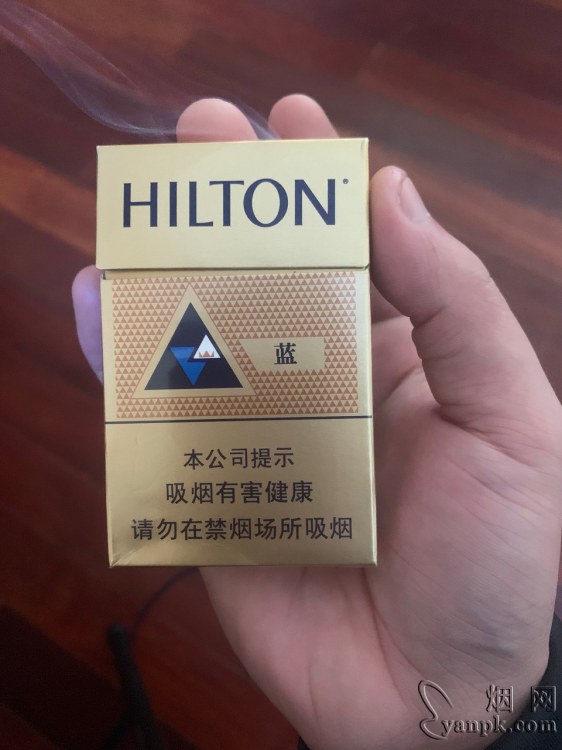 HILTON
蓝
本公司提示
吸烟有害健康
请勿在禁烟场所吸烟
烟网
yanpk.com